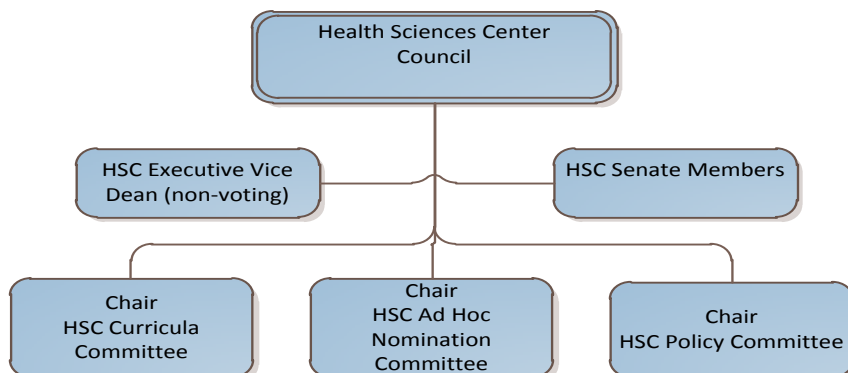 Health Sciences Center
Council
HSC Executive Vice
Dean (non-voting)
HSC Senate Members
Chair
HSC Curricula
Committee
Chair
HSC Ad Hoc
Nomination
Committee
Chair
HSC Policy Committee